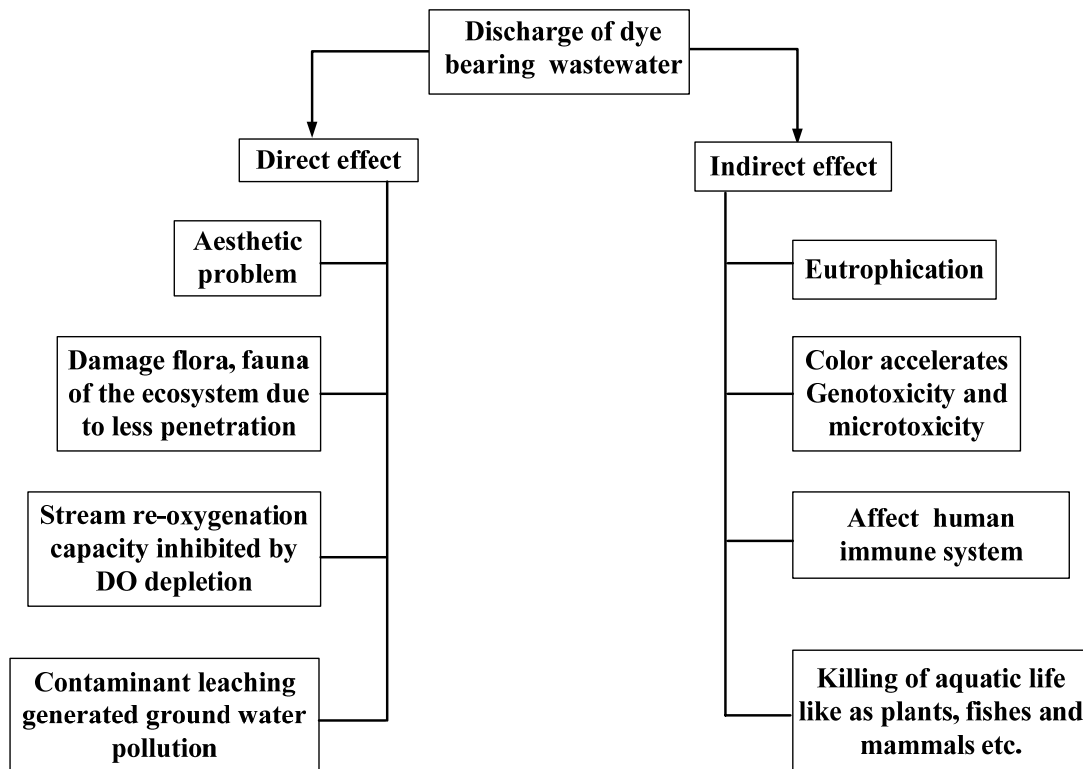 Discharge of dye
bearing wastewater
Direct effect
Indirect effect
Aesthetic
problem
Damage flora, fauna
of the ecosystem due
to less penetration
Stream re-oxygenation
capacity inhibited by
DO depletion
Contaminant leaching
generated ground water
pollution
Eutrophication
Color accelerates
Genotoxicity and
microtoxicity
Affect human
immune system
Killing of aquatic life
like as plants, fishes and
mammals etc.